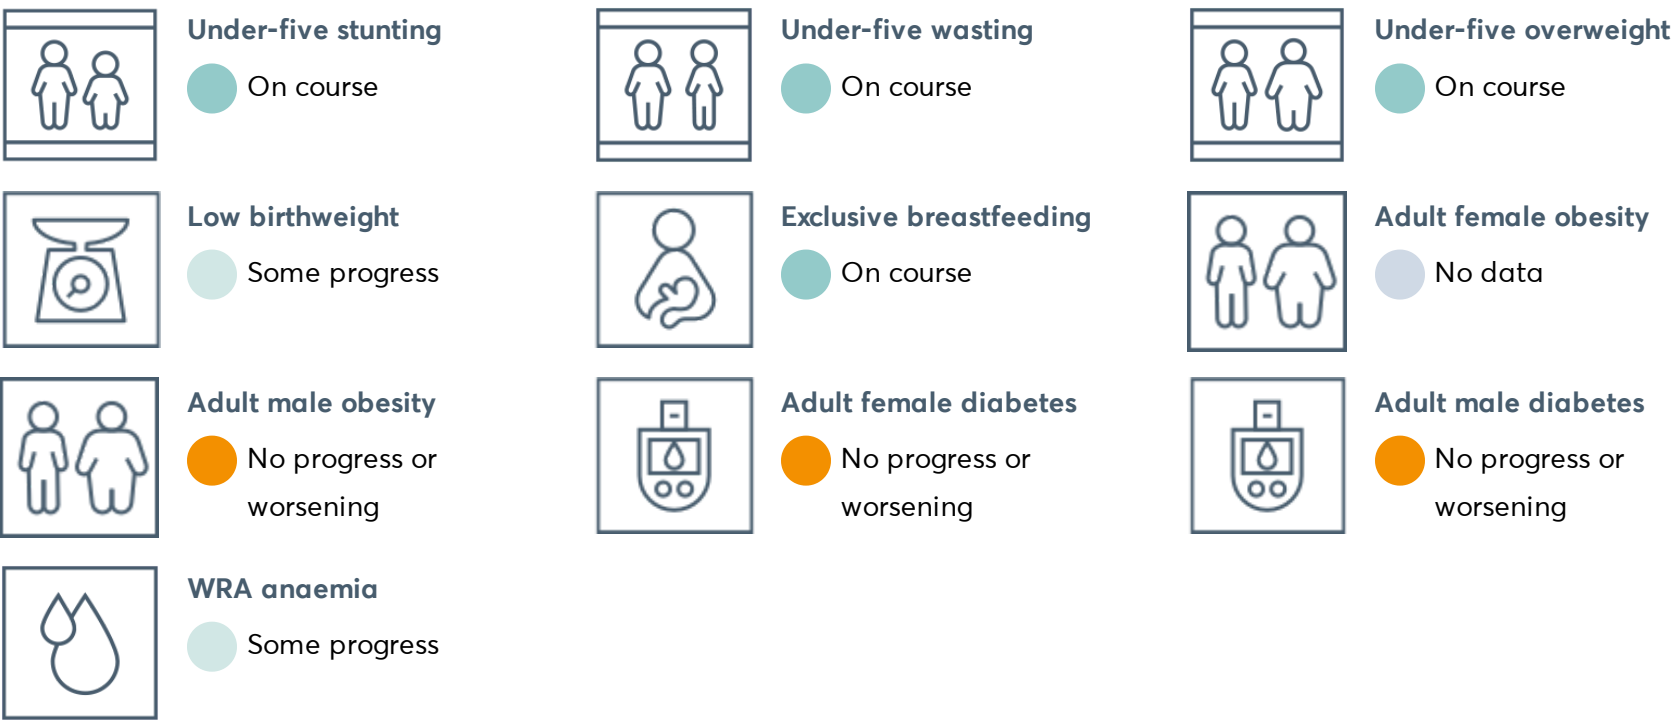 Under-five stunting
On course
Under-five wasting
On course
Under-five overweight
On course
Low birthweight
Some progress
Exclusive breastfeeding
On course
Adult female obesity
No data
Adult male obesity
No progress or
worsening
Adult female diabetes
No progress or
worsening
Adult male diabetes
No progress or
worsening
WRA anaemia
Some progress